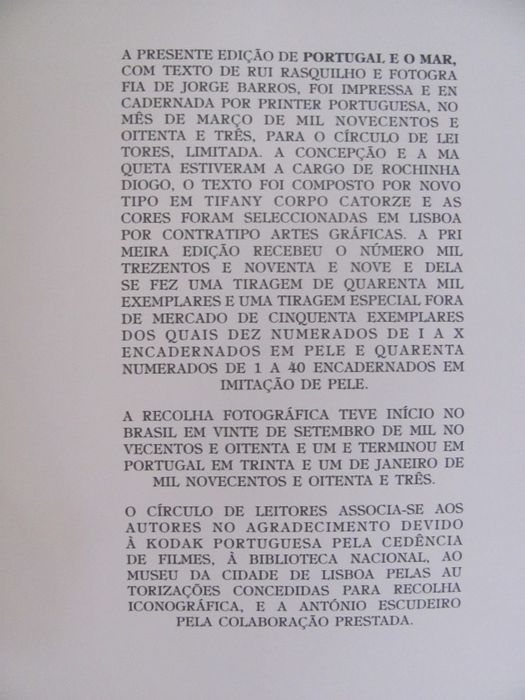 A PRESENTE EDIÇÃO DE PORTUGAL E O MAR,
COM TEXTO DE RUI RASQUILHO E FOTOGRA
FIA DE JORGE BARROS, FOI IMPRESSA E EN
CADERNADA POR PRINTER PORTUGUESA, NO
MÊS DE MARÇO DE MIL NOVECENTOS E
OITENTA E TRÊS, PARA O CÍRCULO DE LEI
TORES, LIMITADA. A CONCEPÇÃO E A MA
QUETA ESTIVERAM A CARGO DE ROCHINHA
DIOGO, O TEXTO FOI COMPOSTO POR NOVO
TIPO EM TIFANY CORPO CATORZE E AS
CORES FORAM SELECCIONADAS EM LISBOA
POR CONTRATIPO ARTES GRÁFICAS. A PRI
MEIRA EDIÇÃO RECEBEU O NÚMERO MIL
TREZENTOS E NOVENTA E NOVE E DELA
SE FEZ UMA TIRAGEM DE QUARENTA MIL
EXEMPLARES E UMA TIRAGEM ESPECIAL FORA
DE MERCADO DE CINQUENTA EXEMPLARES
DOS QUAIS DEZ NUMERADOS DE I A X
ENCADERNADOS EM PELE E QUARENTA
NUMERADOS DE 1 A 40 ENCADERNADOS EM
IMITAÇÃO DE PELE.
A RECOLHA FOTOGRÁFICA TEVE INÍCIO NO
BRASIL EM VINTE DE SETEMBRO DE MIL NO
VECENTOS E OITENTA E UM E TERMINOU EM
PORTUGAL EM TRINTA E UM DE JANEIRO DE
MIL NOVECENTOS E OITENTA E TRÊS.
O CÍRCULO DE LEITORES ASSOCIA-SE AOS
AUTORES NO AGRADECIMENTO DEVIDO
À KODAK PORTUGUESA PELA CEDÊNCIA
DE FILMES, À BIBLIOTECA NACIONAL, AO
MUSEU DA CIDADE DE LISBOA PELAS AU
TORIZAÇÕES CONCEDIDAS PARA RECOLHA
ICONOGRÁFICA, E A ANTÓNIO ESCUDEIRO
PELA COLABORAÇÃO PRESTADA.